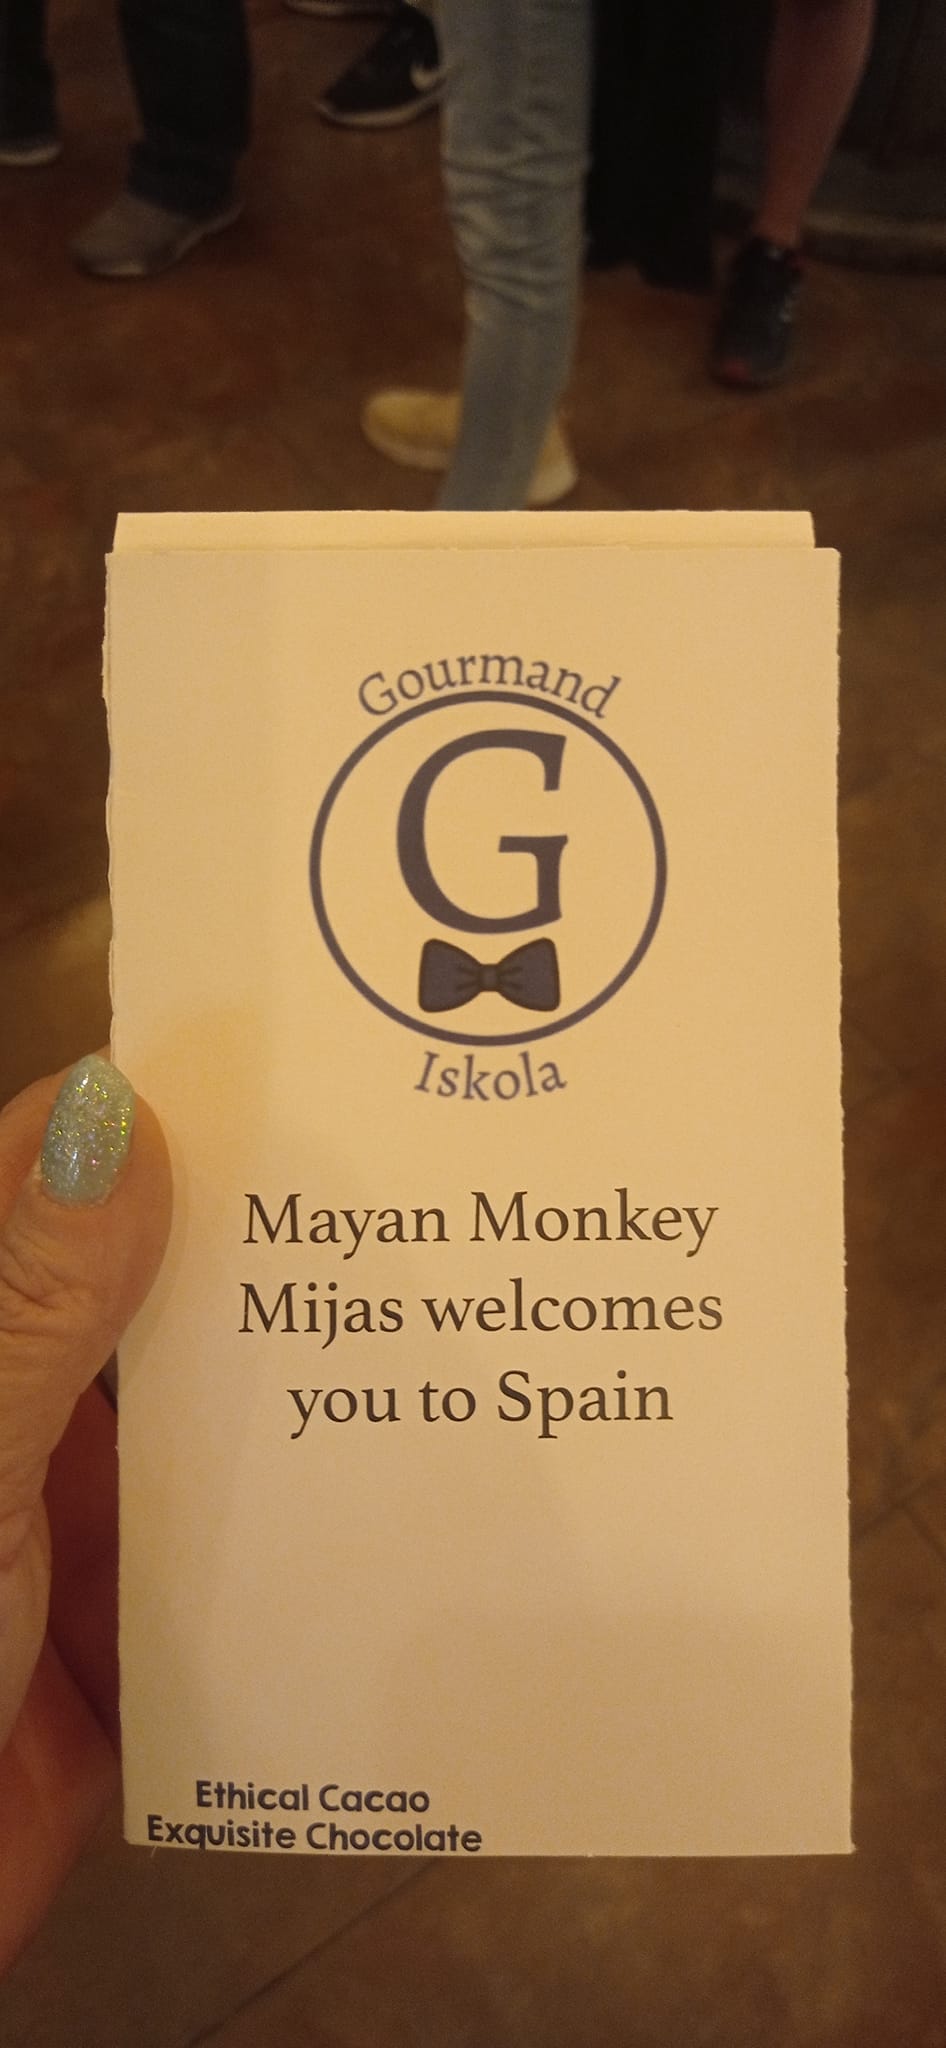 Gourmand
G
Iskola
Mayan Monkey
Mijas welcomes
you to Spain
Ethical Cacao
Exquisite Chocolate